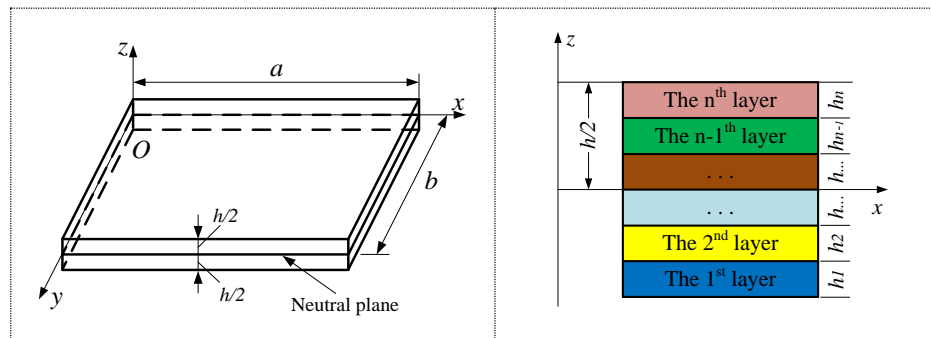 z
a
x
O
b
h/2
h/2
y
Neutral plane
z
The nth layer
hn
The n-1th layer
hn-1
h/2
. . .
h...
x
. . .
h...
The 2nd layer
h2
The 1st layer
h1